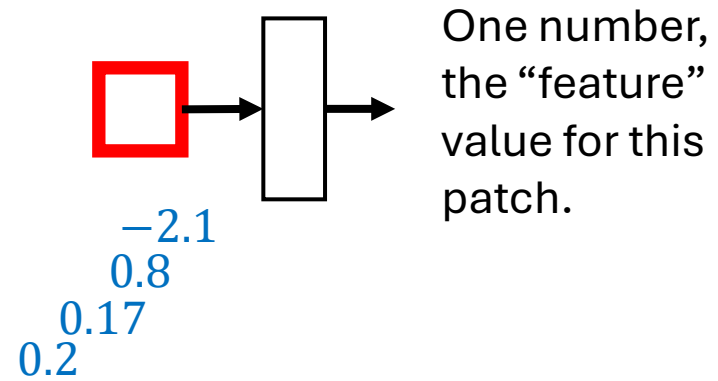 One number,
the “feature”
value for this
patch.
−2.1
0.8
0.17
0.2